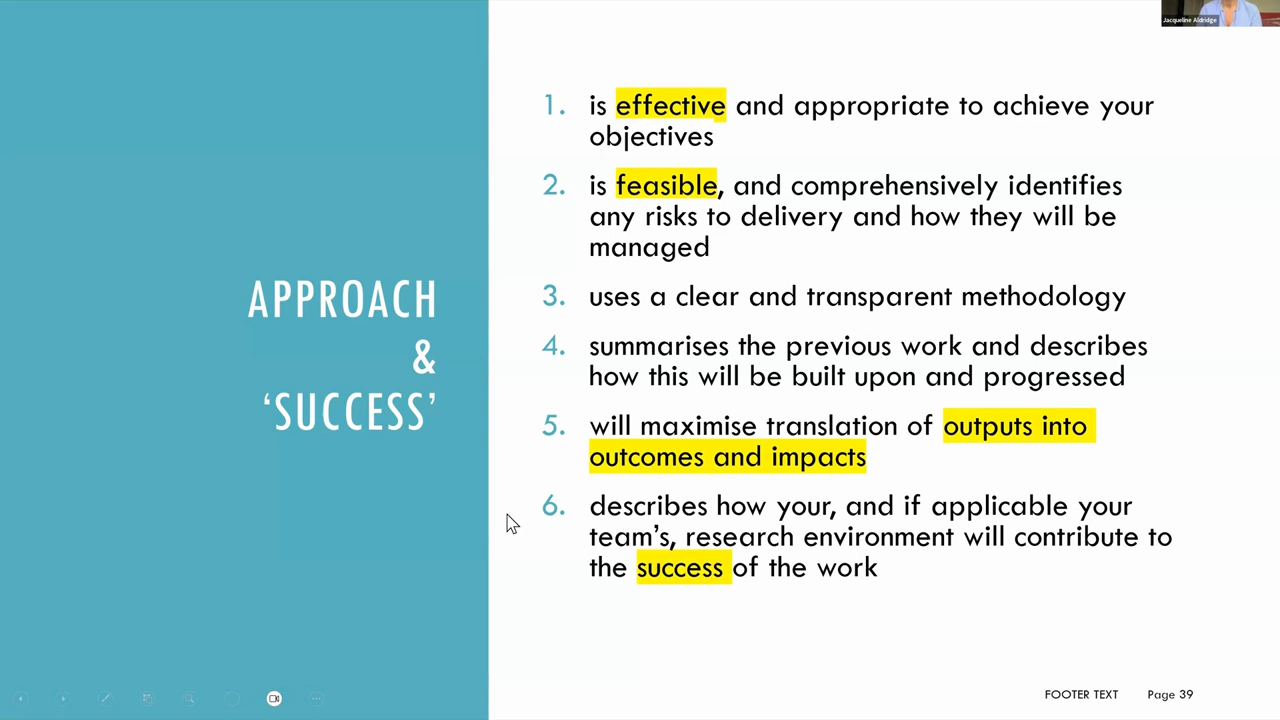 Jacqueline Aldridge
APPROACH
&
‘SUCCESS’
1. is effective and appropriate to achieve your
objectives
2. is feasible, and comprehensively identifies
any risks to delivery and how they will be
managed
3. uses a clear and transparent methodology
4. summarises the previous work and describes
how this will be built upon and progressed
5. will maximise translation of outputs into
outcomes and impacts
6. describes how your, and if applicable your
team’s, research environment will contribute to
the success of the work
FOOTER TEXT Page 39